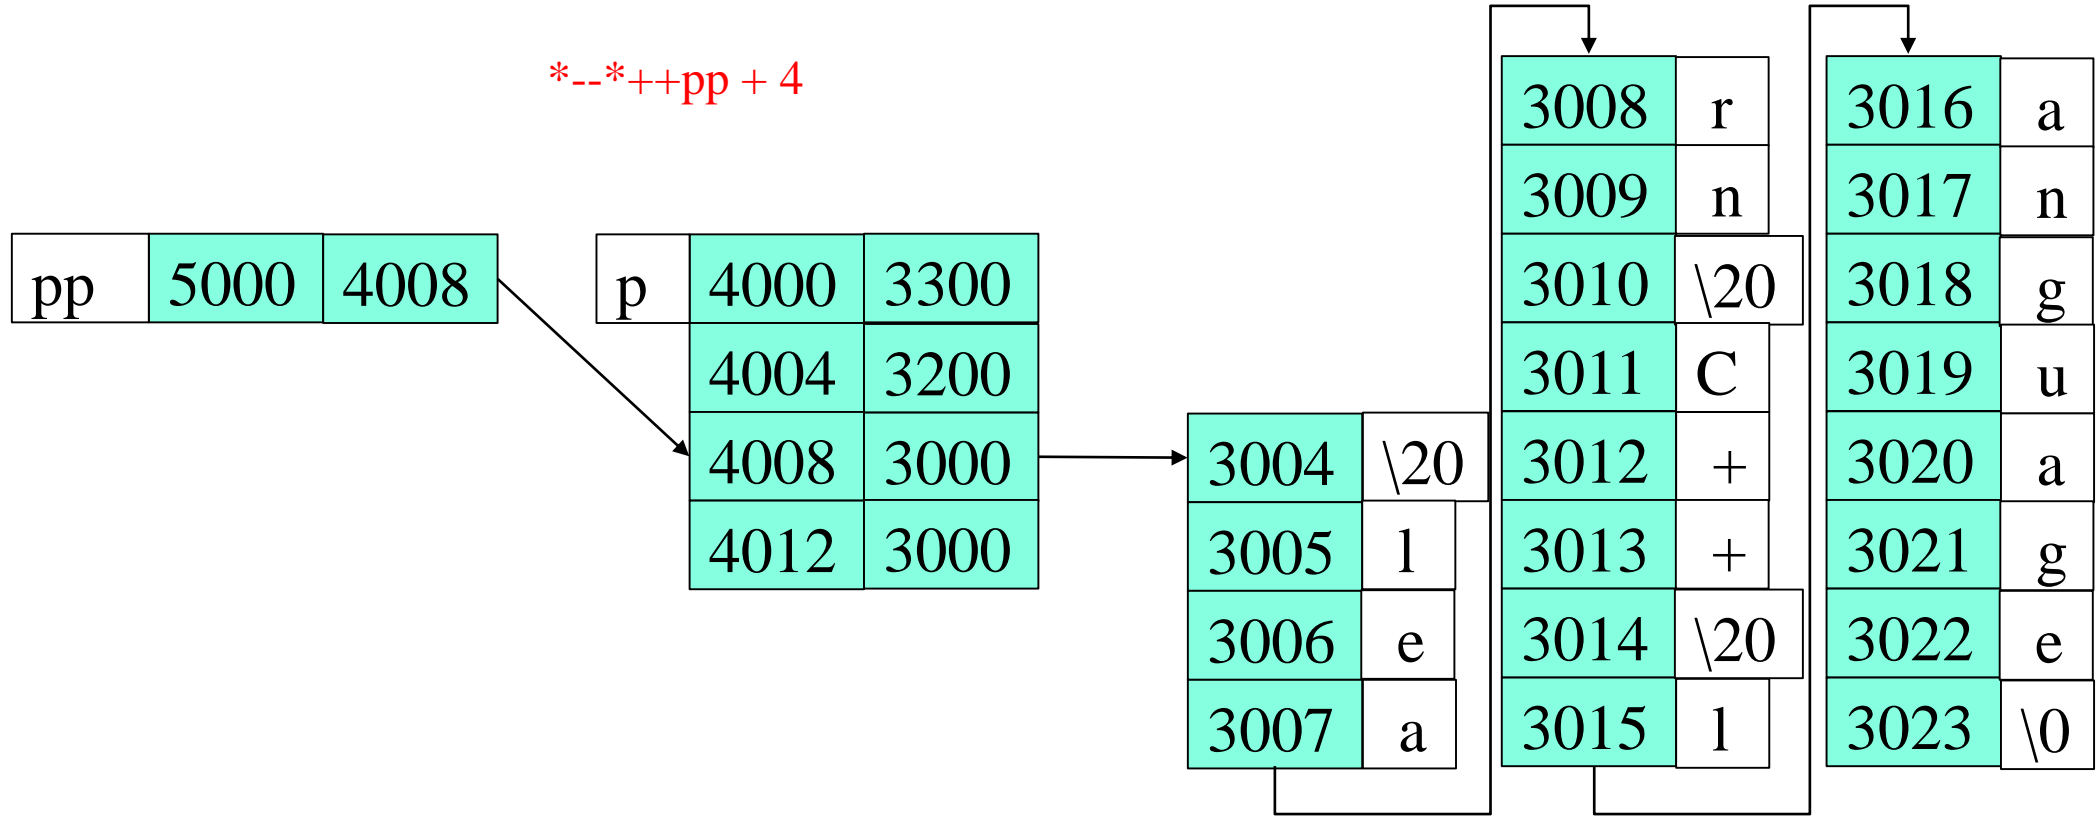 *--*++pp + 4
pp 5000 4008
p 4000 3300
4004 3200
4008 3000
4012 3000
3004 \20
3005 l
3006 e
3007 a
3008 r
3009 n
3010 \20
3011 C
3012 +
3013 +
3014 \20
3015 l
3016 a
3017 n
3018 g
3019 u
3020 a
3021 g
3022 e
3023 \0